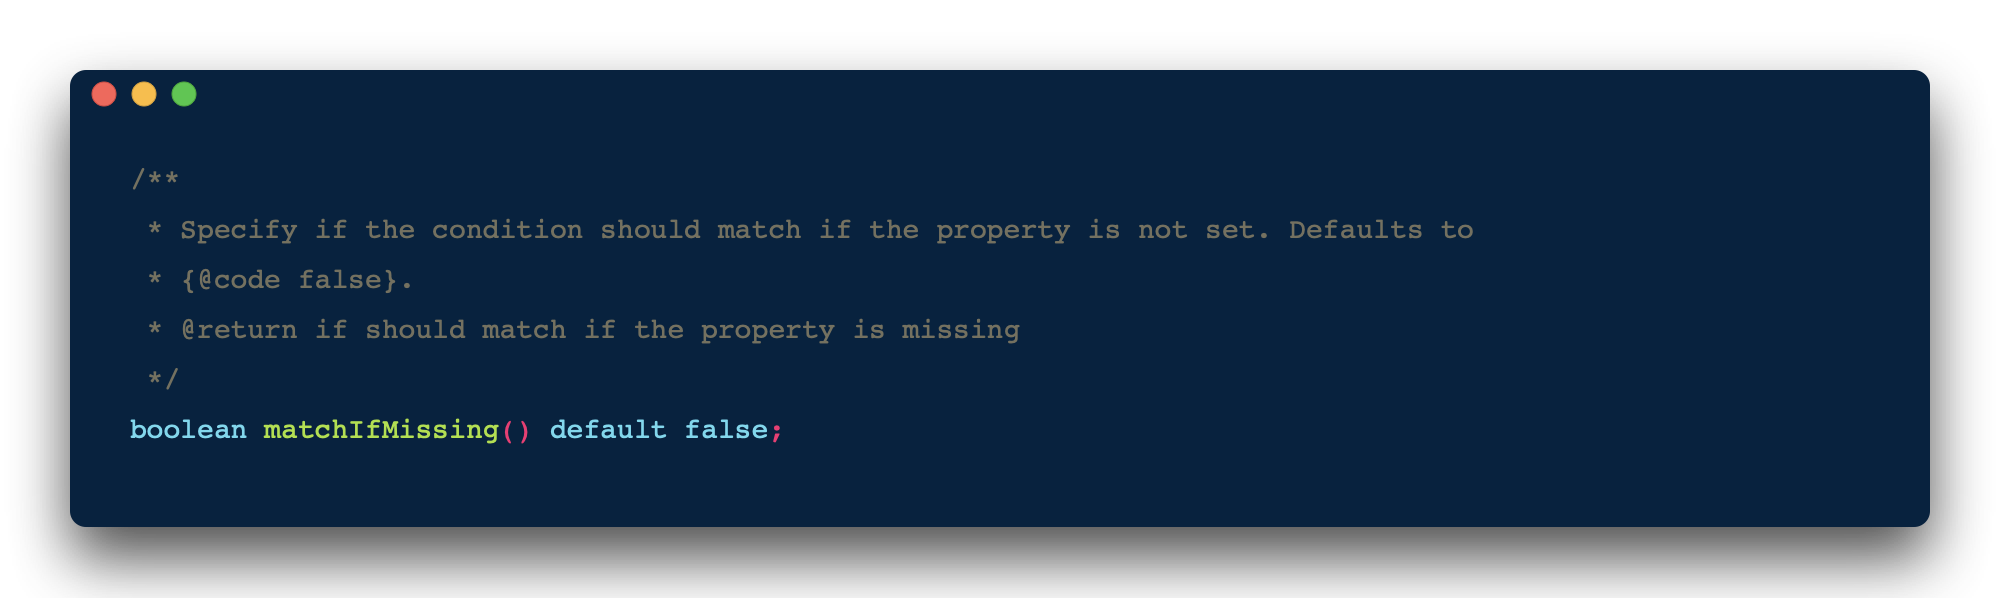 /**
 * Specify if the condition should match if the property is not set. Defaults to
 * {@code false}.
 * @return if should match if the property is missing
 */
boolean matchIfMissing() default false;